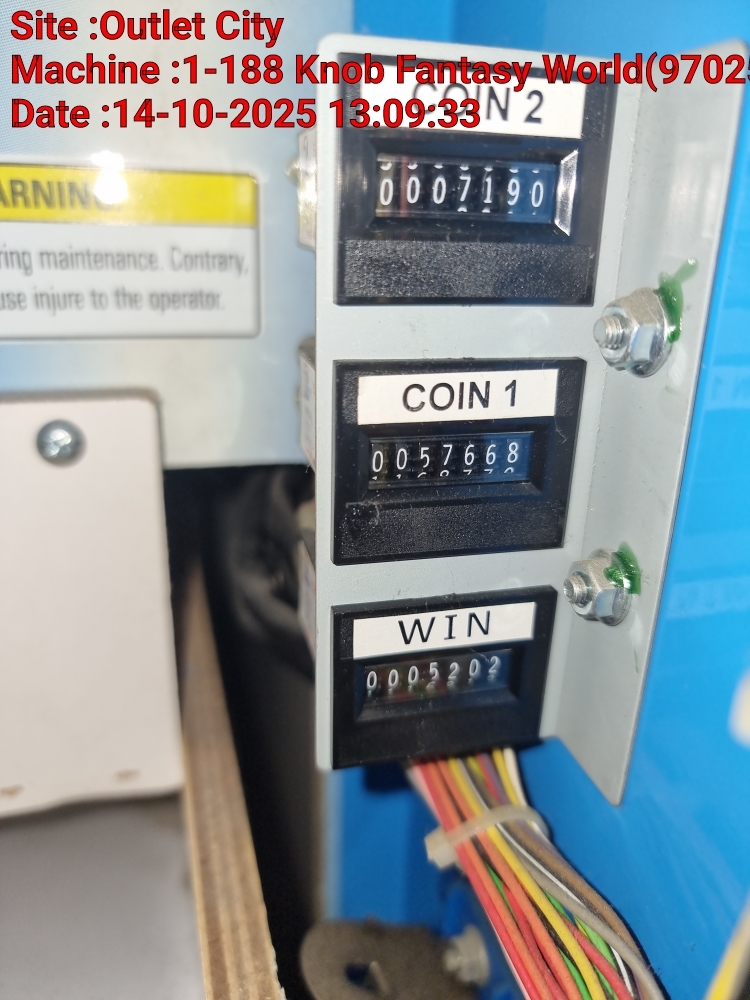 Site :Outlet City
Machine :1-188 Knob Fantasy World(9702
Date :14-10-2025 13:09:33
COIN 2
0007190
ARNING
ring maintenance. Contrary,
use injure to the operator.
COIN 1
0057668
WIN
0005202